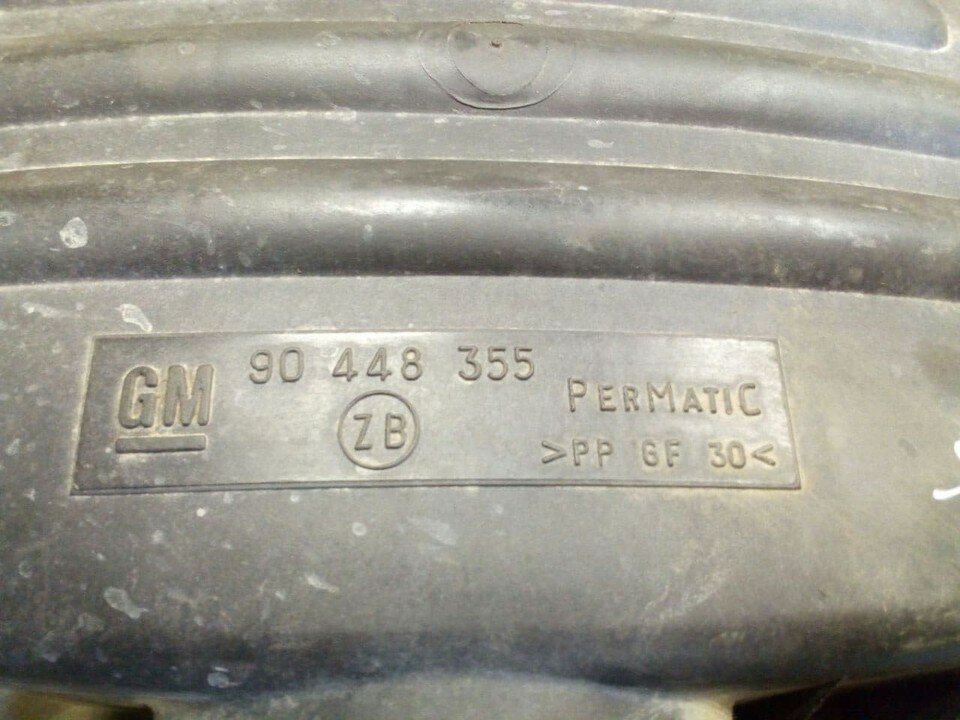 GM 90 448 355
ZB
PERMATIC
>PP GF 30<